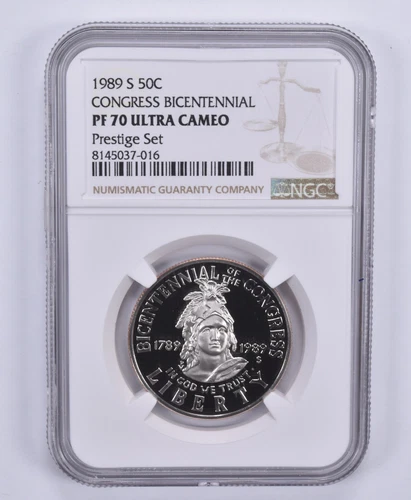 1989 S 50C
CONGRESS BICENTENNIAL
PF 70 ULTRA CAMEO
Prestige Set
8145037-016
NUMISMATIC GUARANTY COMPANY NGC
BICENTENNIAL OF THE CONGRESS
1789 1989
S
IN GOD WE TRUST
LIBERTY